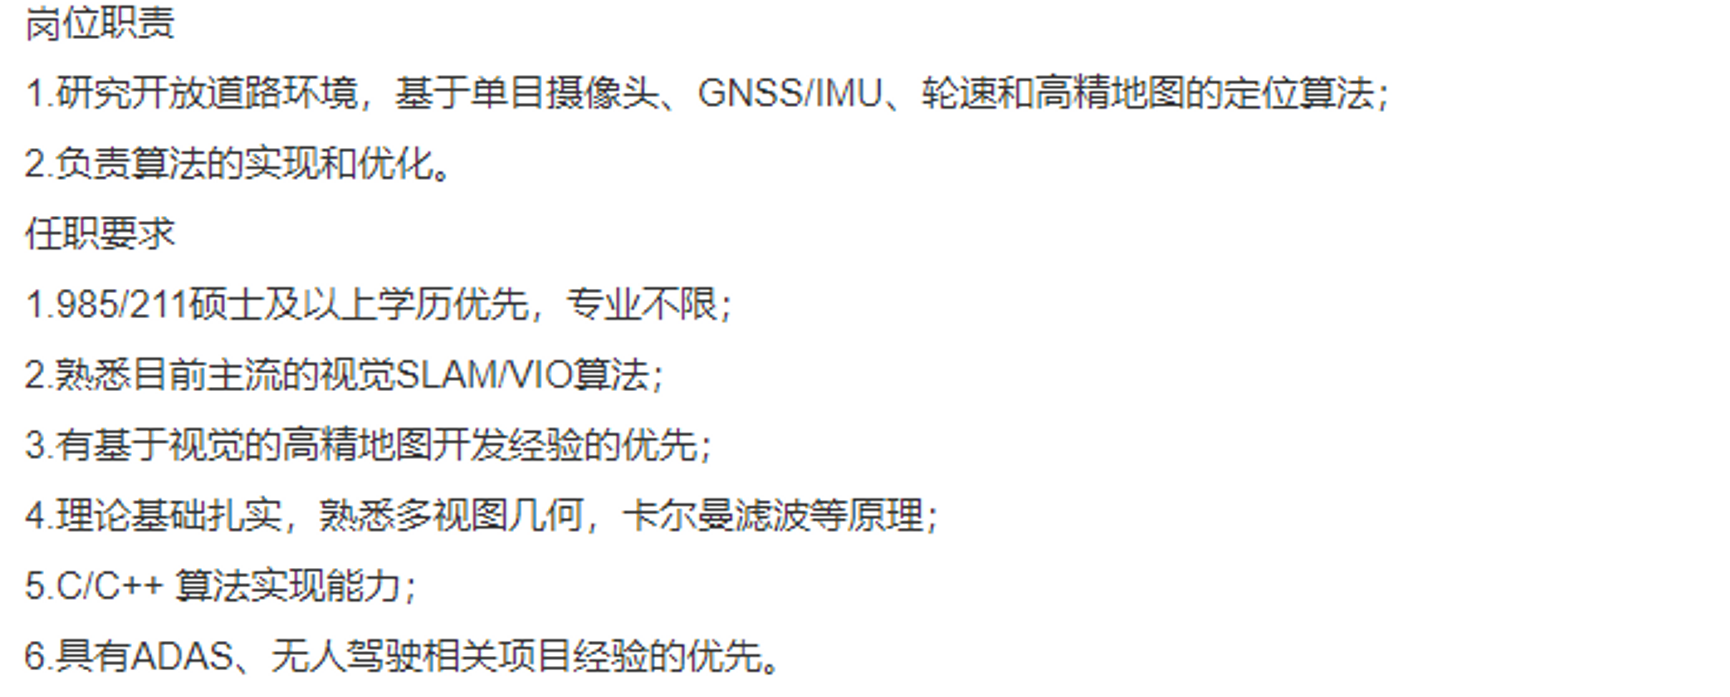 岗位职责
1.研究开放道路环境，基于单目摄像头、GNSS/IMU、轮速和高精地图的定位算法；
2.负责算法的实现和优化。
任职要求
1.985/211硕士及以上学历优先，专业不限；
2.熟悉目前主流的视觉SLAM/VIO算法；
3.有基于视觉的高精地图开发经验的优先；
4.理论基础扎实，熟悉多视图几何，卡尔曼滤波等原理；
5.C/C++ 算法实现能力；
6.具有ADAS、无人驾驶相关项目经验的优先。